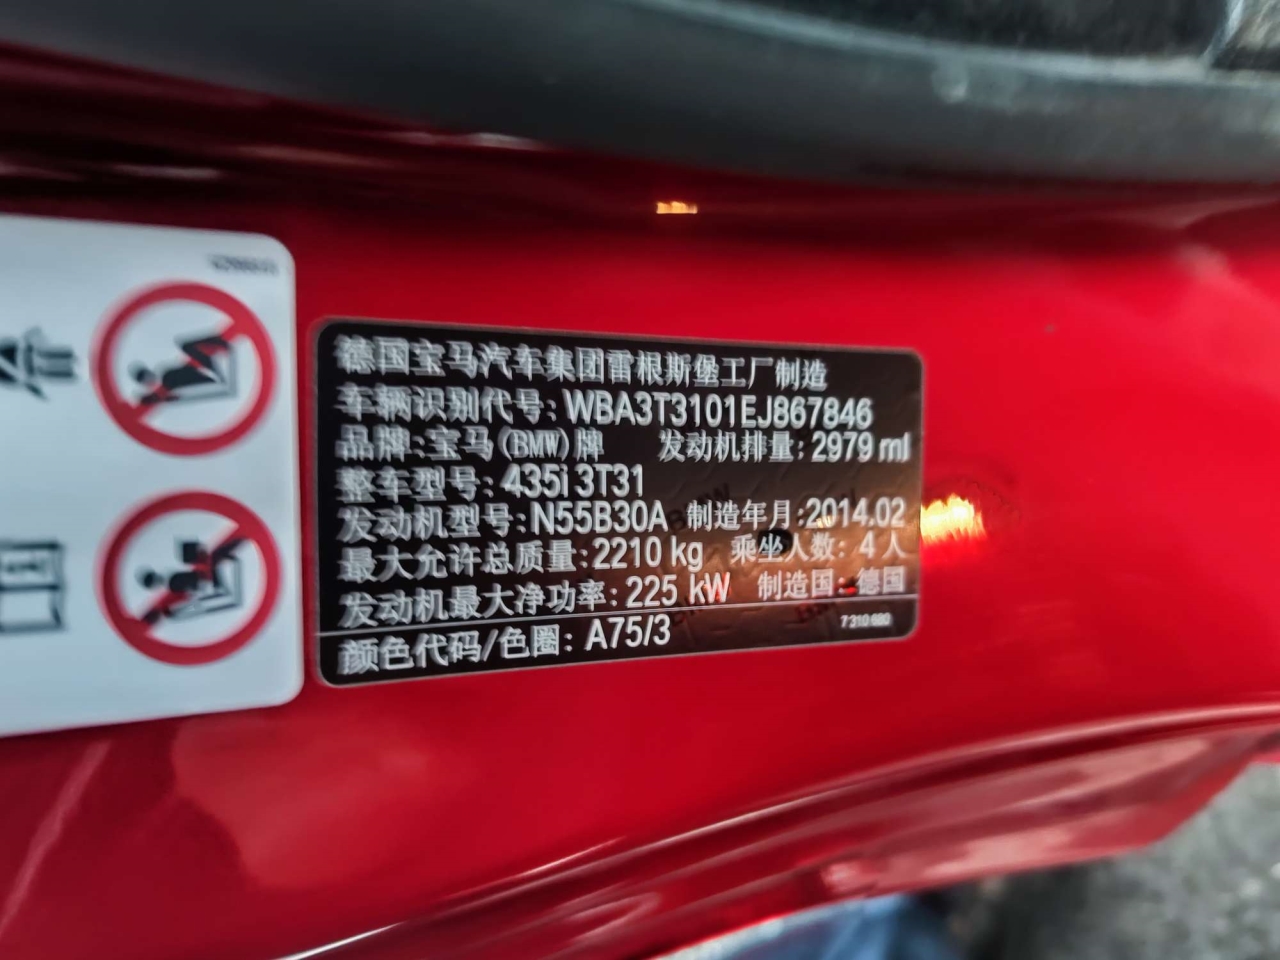 德国宝马汽车集团雷根斯堡工厂制造
车辆识别代号: WBA3T3101EJ867846
品牌:宝马(BMW)牌 发动机排量: 2979 ml
整车型号: 435i 3T31
发动机型号:N55B30A 制造年月:2014.02
最大允许总质量:2210 kg 乘坐人数: 4人
发动机最大净功率: 225 kW 制造国: 德国
颜色代码/色圈: A75/3 7 310 680